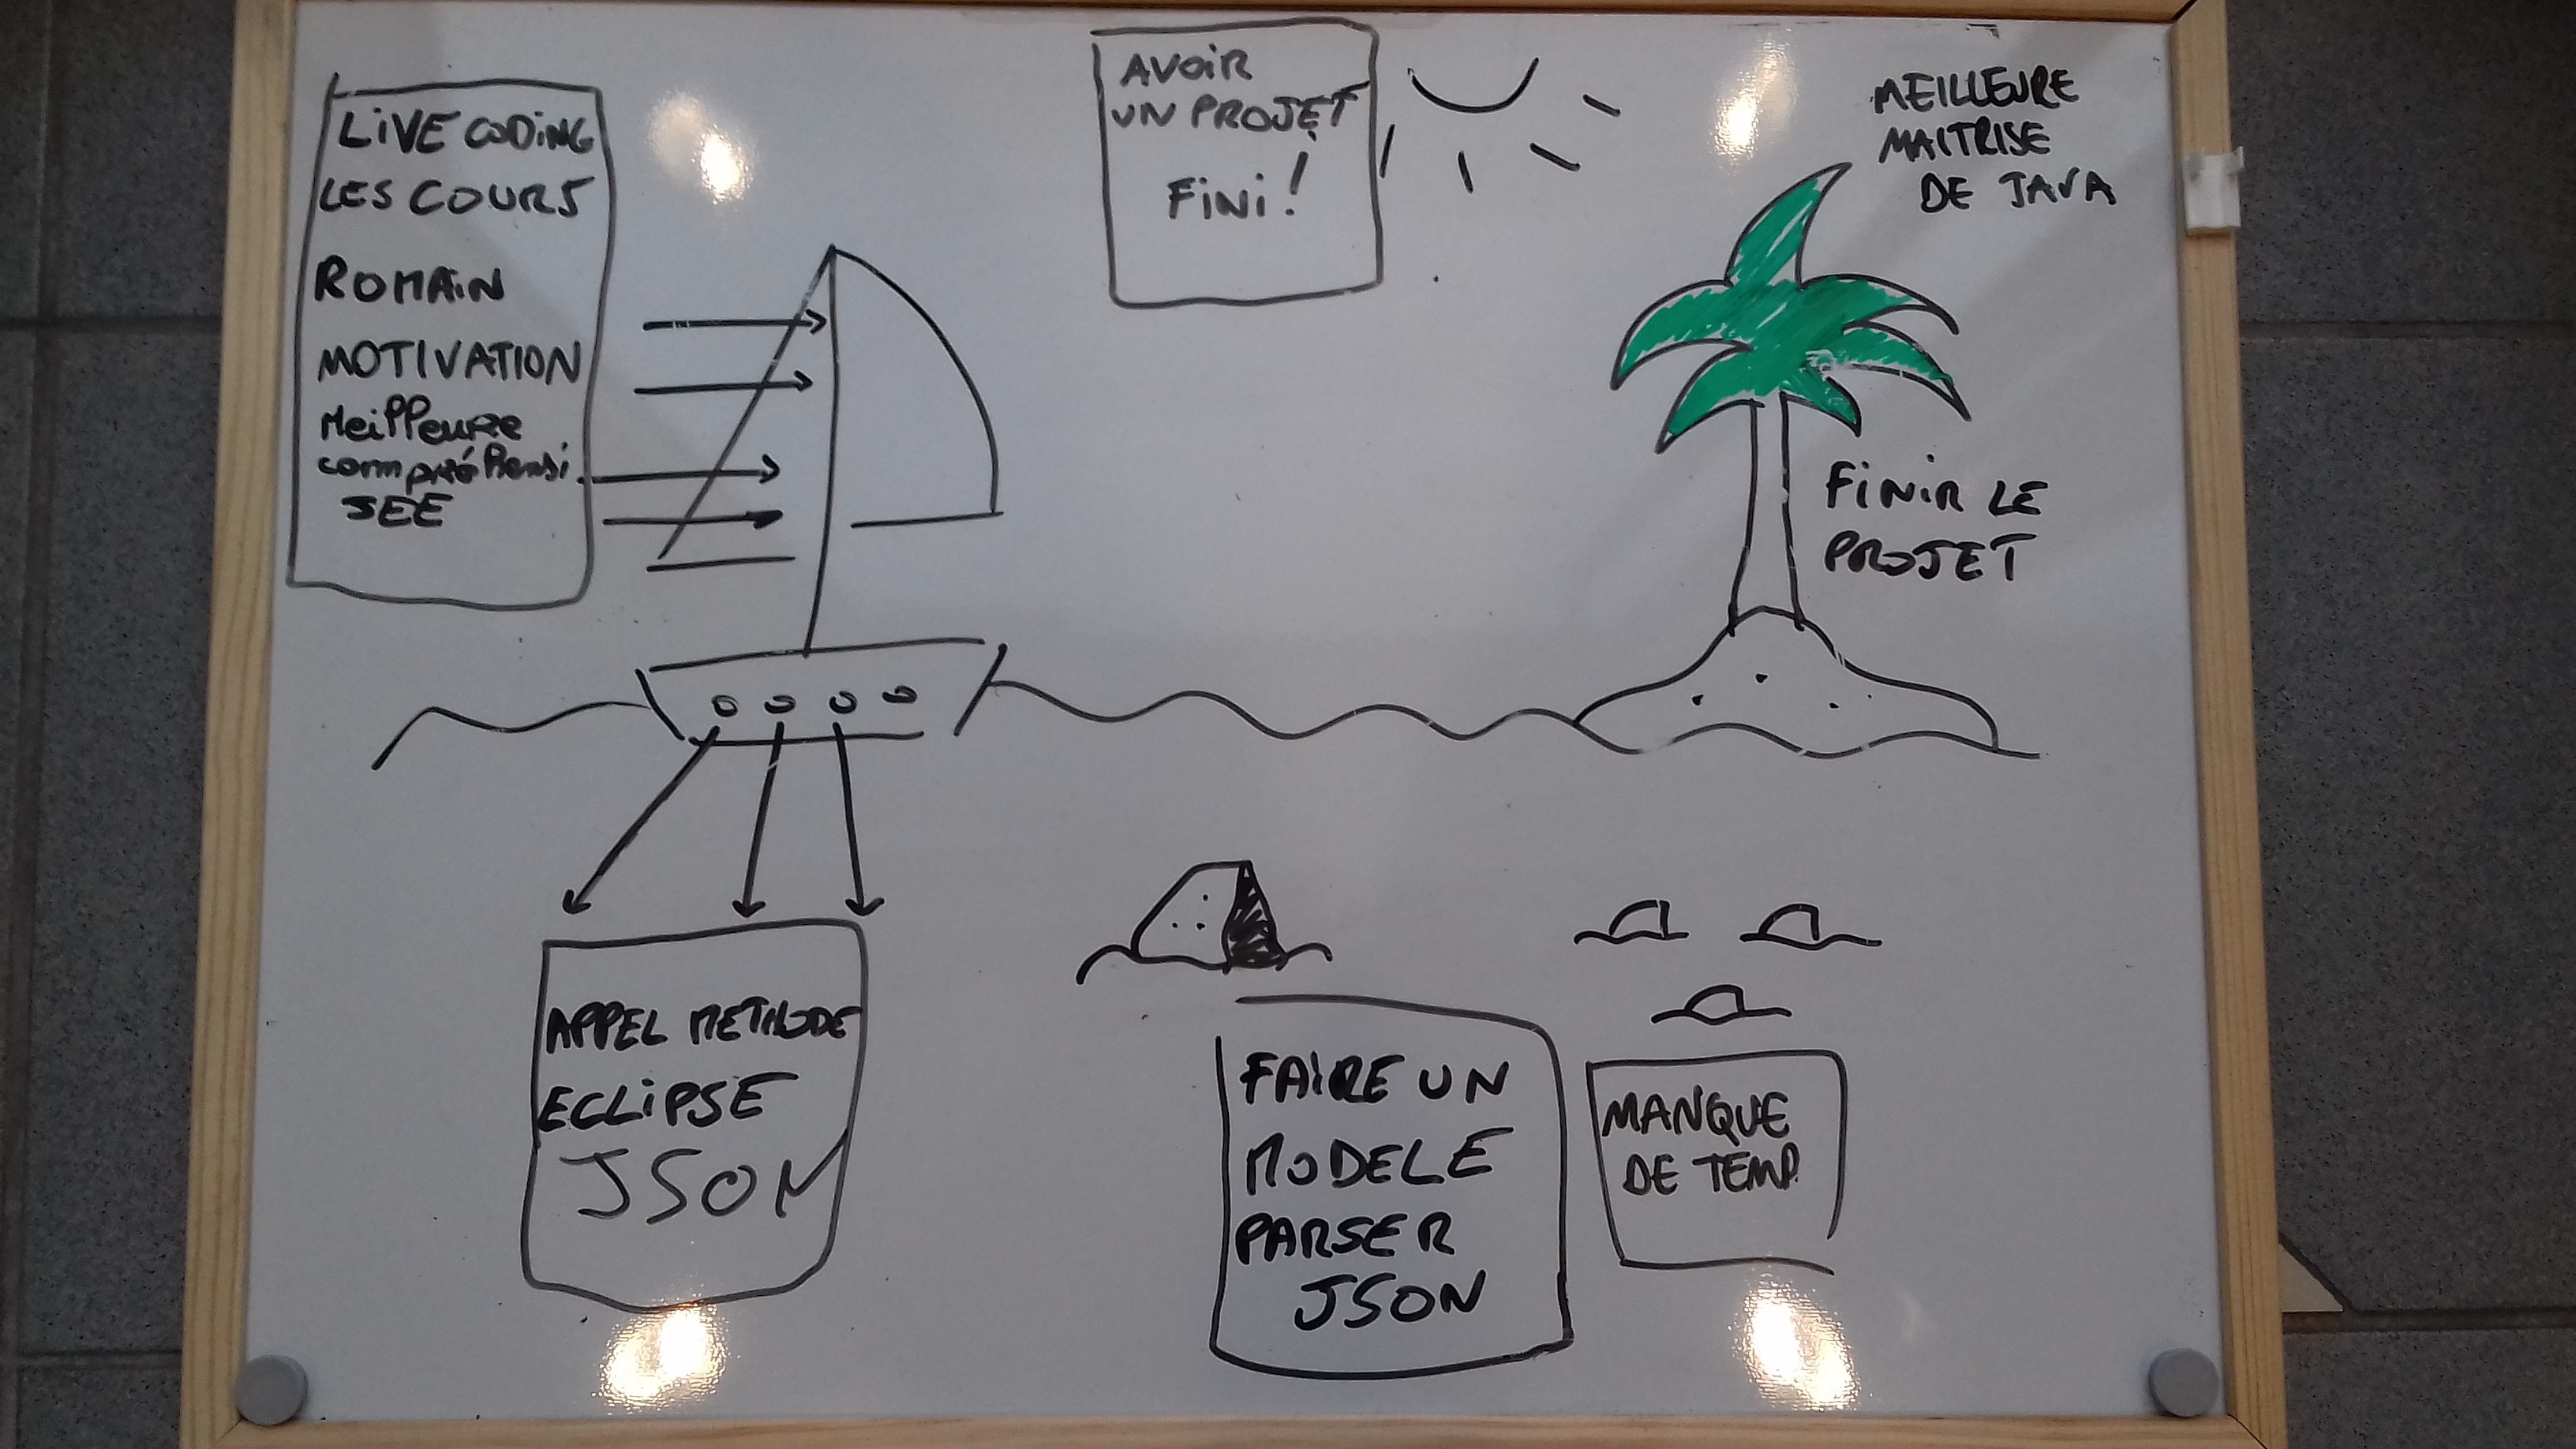 LIVE CODING
LES COURS
ROMAIN
MOTIVATION
Meilleure
compréhensi.
JEE
AVOIR
UN PROJET
FINI!
MEILLEURE
MAITRISE
DE JAVA
FINIR LE
PROJET
APPEL METHODE
ECLIPSE
JSON
FAIRE UN
MODELE
PARSER
JSON
MANQUE
DE TEMP.